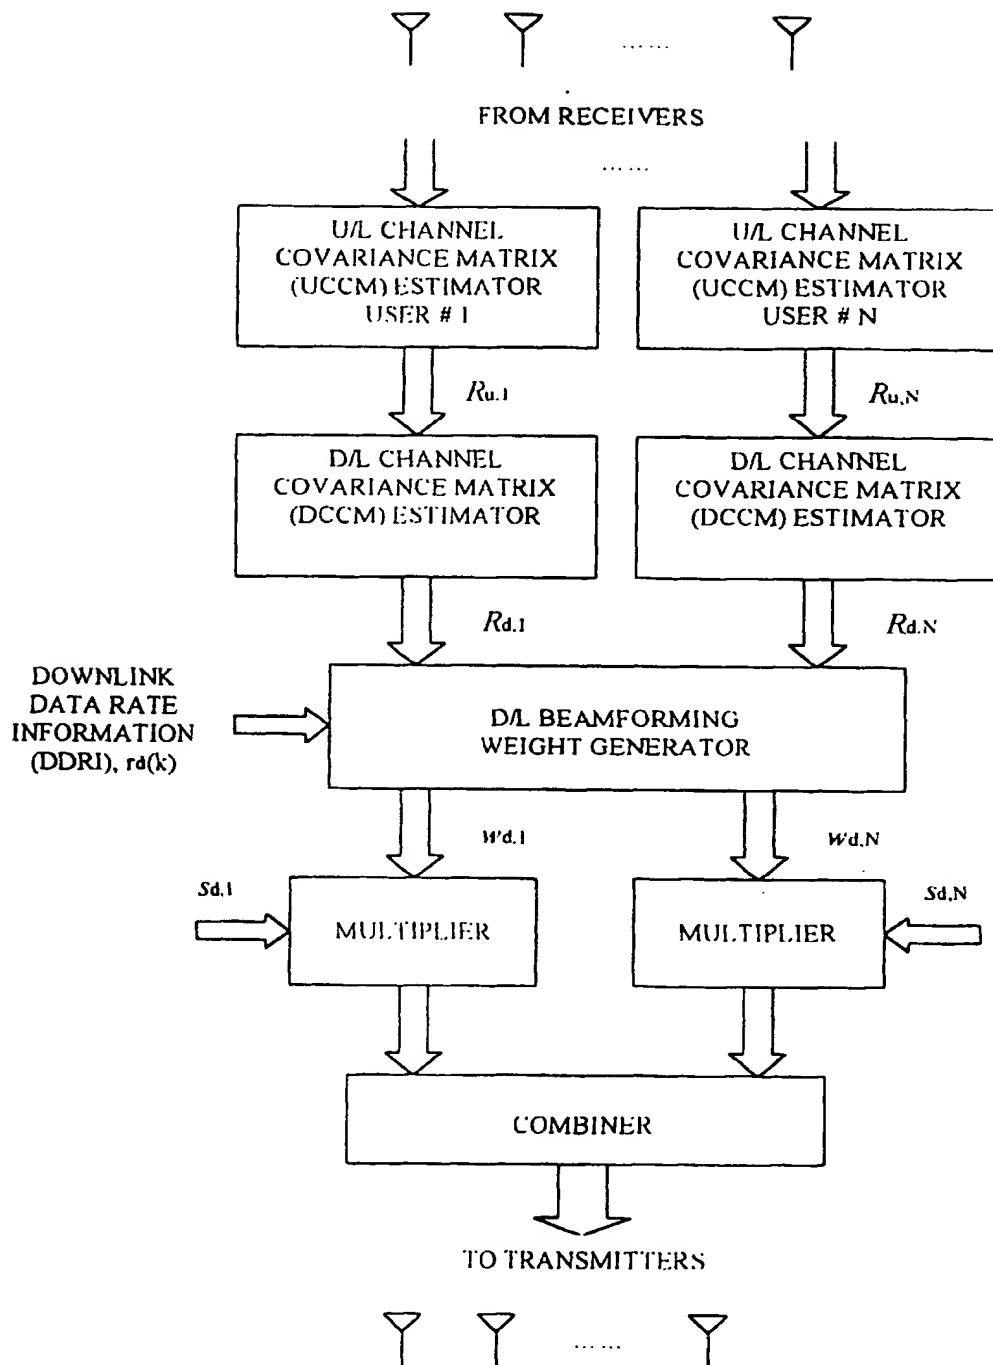 ......
FROM RECEIVERS
......
U/L CHANNEL
COVARIANCE MATRIX
(UCCM) ESTIMATOR
USER # 1
U/L CHANNEL
COVARIANCE MATRIX
(UCCM) ESTIMATOR
USER # N
Ru,1
Ru,N
D/L CHANNEL
COVARIANCE MATRIX
(DCCM) ESTIMATOR
D/L CHANNEL
COVARIANCE MATRIX
(DCCM) ESTIMATOR
Rd,1
Rd,N
DOWNLINK
DATA RATE
INFORMATION
(DDRI), rd(k)
D/L BEAMFORMING
WEIGHT GENERATOR
wd,1
wd,N
Sd,1
Sd,N
MULTIPLIER
MULTIPLIER
COMBINER
TO TRANSMITTERS
......